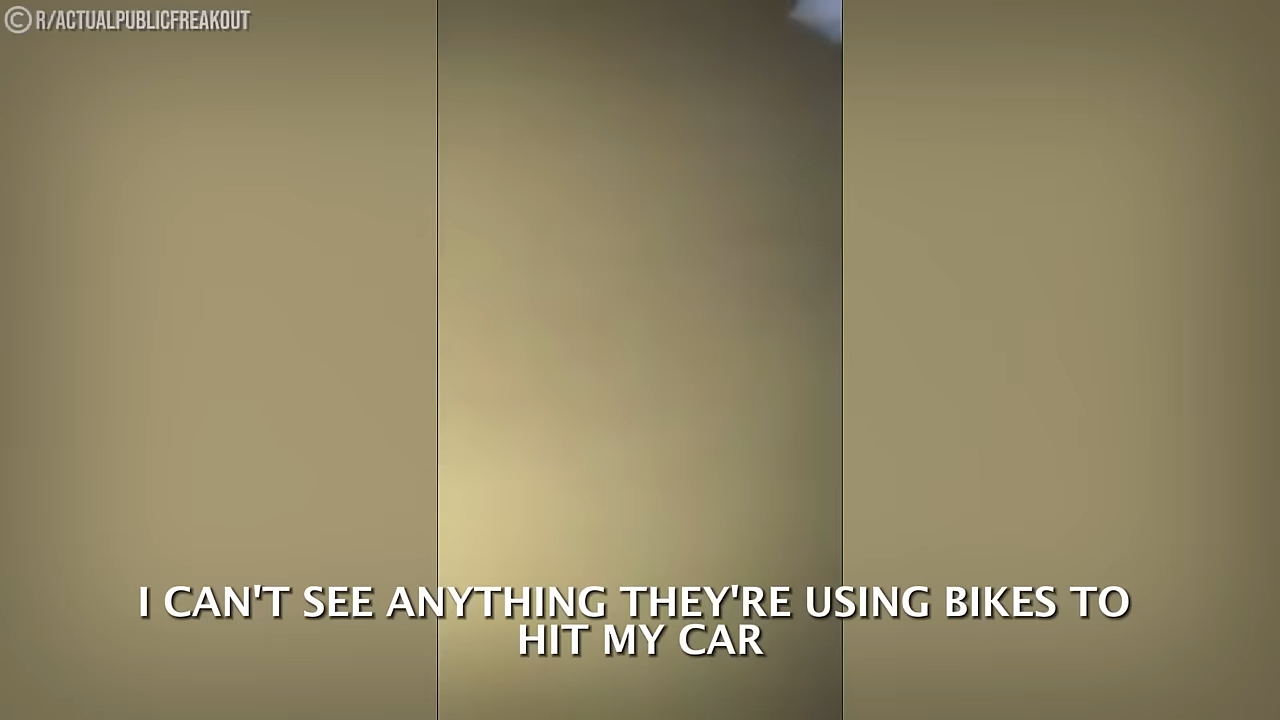 © R/ACTUALPUBLICFREAKOUT
I CAN'T SEE ANYTHING THEY'RE USING BIKES TO
HIT MY CAR